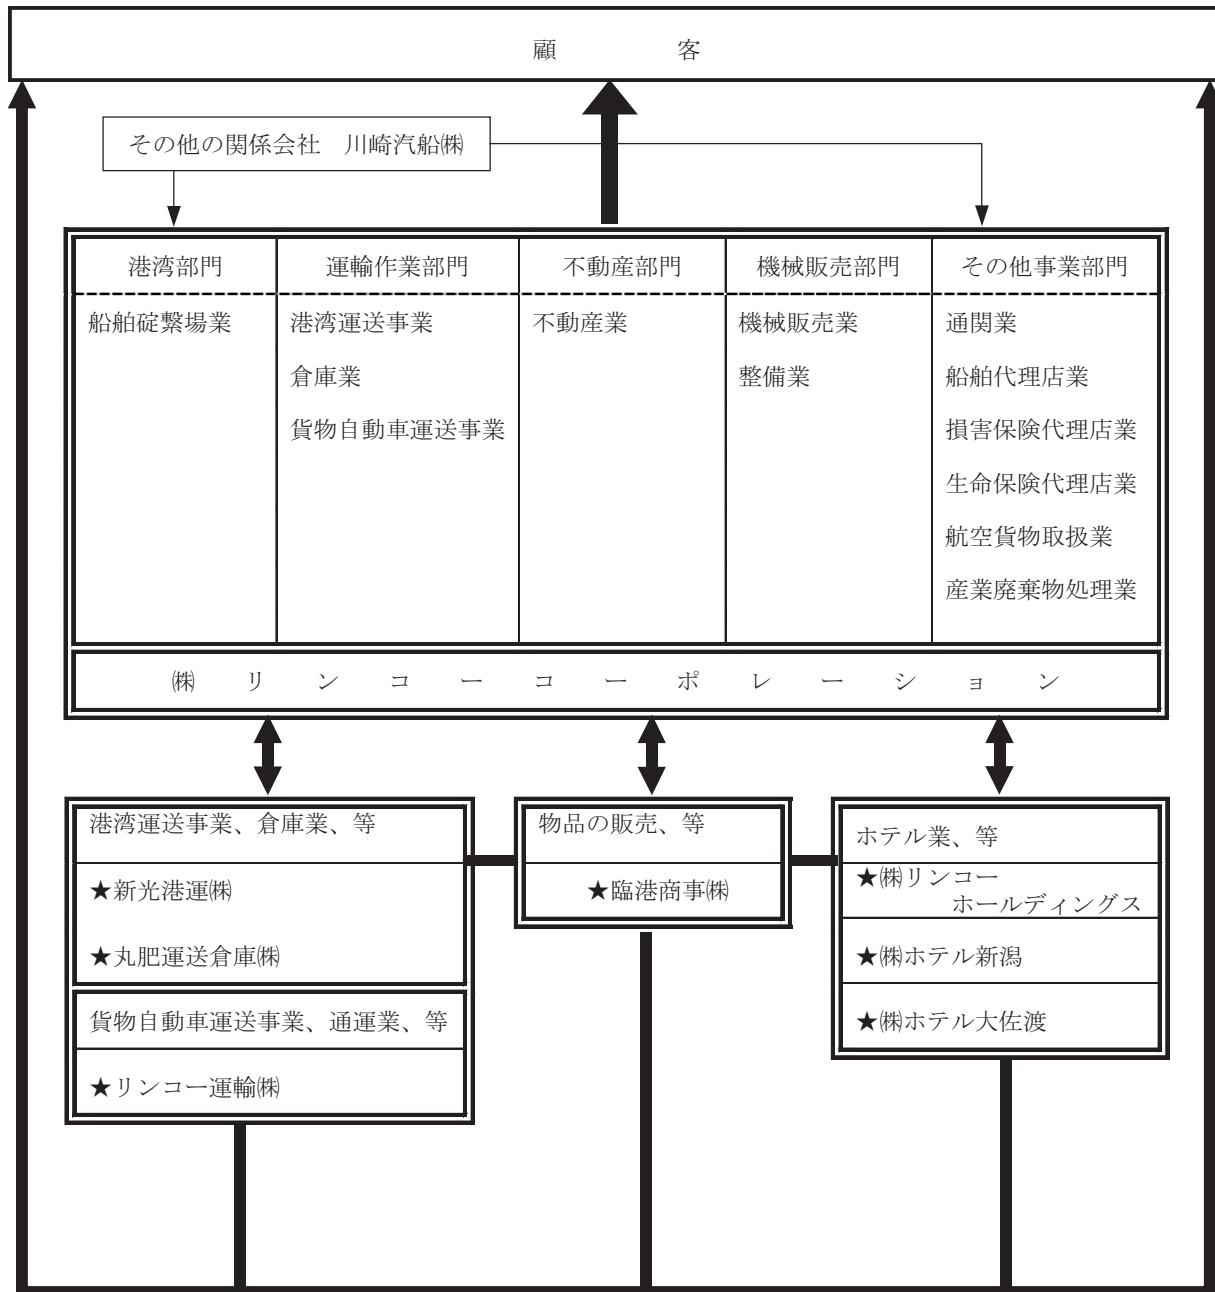 顧客
その他の関係会社　川崎汽船㈱
港湾部門
運輸作業部門
不動産部門
機械販売部門
その他事業部門
船舶碇繋場業
港湾運送事業
倉庫業
貨物自動車運送事業
不動産業
機械販売業
整備業
通関業
船舶代理店業
損害保険代理店業
生命保険代理店業
航空貨物取扱業
産業廃棄物処理業
㈱リンコーコーポレーション
港湾運送事業、倉庫業、等
★新光港運㈱
★丸肥運送倉庫㈱
貨物自動車運送事業、通運業、等
★リンコー運輸㈱
物品の販売、等
★臨港商事㈱
ホテル業、等
★㈱リンコー
ホールディングス
★㈱ホテル新潟
★㈱ホテル大佐渡